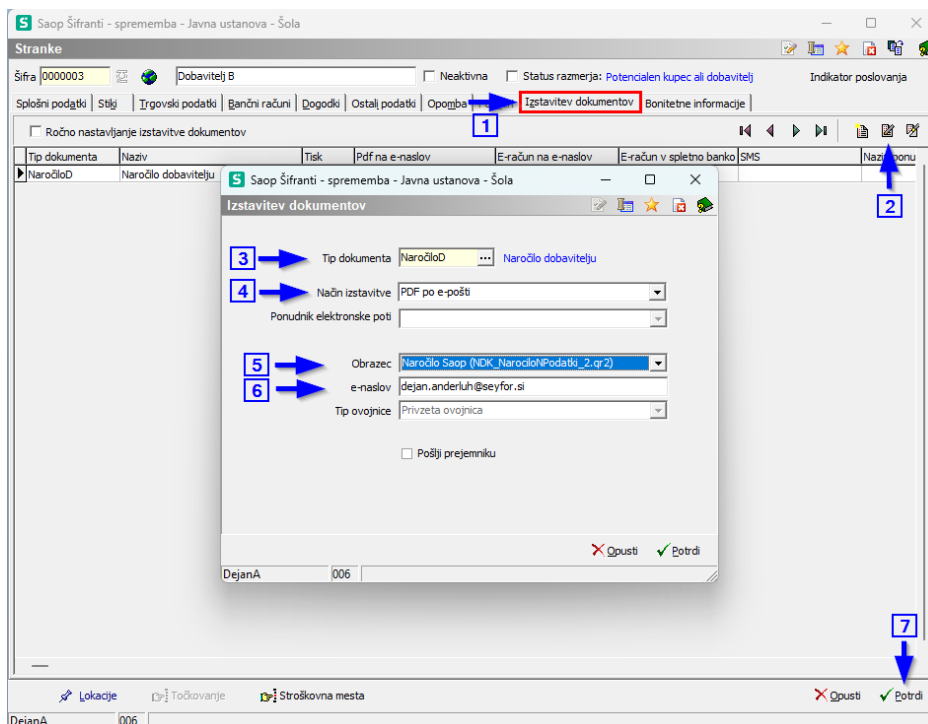 Saop Šifranti - sprememba - Javna ustanova - Šola
Stranke
Šifra 0000003 Dobavitelj B Neaktivna Status razmerja: Potencialen kupec ali dobavitelj Indikator poslovanja
Splošni podatki Stiki Trgovski podatki Bančni računi Dogodki Ostali podatki Opomba Izstavitev dokumentov Bonitetne informacije
1
Ročno nastavljanje izstavitve dokumentov
Tip dokumenta Naziv Tisk Pdf na e-naslov E-račun na e-naslov E-račun v spletno banko SMS
NaročiloD Naročilo dobavitelju
2
Saop Šifranti - sprememba - Javna ustanova - Šola
Izstavitev dokumentov
3 Tip dokumenta NaročiloD ... Naročilo dobavitelju
4 Način izstavitve PDF po e-pošti
Ponudnik elektronske poti
5 Obrazec Naročilo Saop (NDK_NarociloNPodatki_2.qr2)
6 e-naslov dejan.anderluh@seyfor.si
Tip ovojnice Privzeta ovojnica
Pošlji prejemniku
Opusti Potrdi
DejanA 006
7
Lokacije Točkovanje Stroškovna mesta Opusti Potrdi
DejanA 006